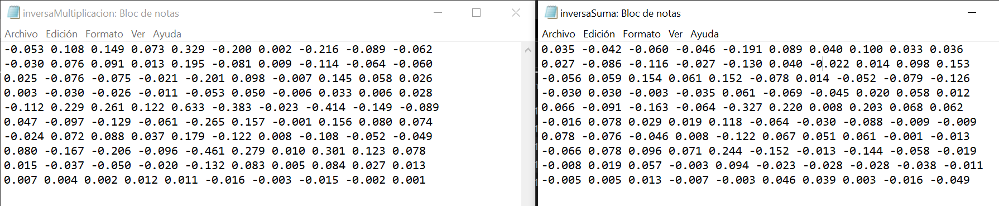 inversaMultiplicacion: Bloc de notas
Archivo Edición Formato Ver Ayuda
-0.053 0.108 0.149 0.073 0.329 -0.200 0.002 -0.216 -0.089 -0.062
-0.030 0.076 0.091 0.013 0.195 -0.081 0.009 -0.114 -0.064 -0.060
0.025 -0.076 -0.075 -0.021 -0.201 0.098 -0.007 0.145 0.058 0.026
0.003 -0.030 -0.026 -0.011 -0.053 0.050 -0.006 0.033 0.006 0.028
-0.112 0.229 0.261 0.122 0.633 -0.383 -0.023 -0.414 -0.149 -0.089
0.047 -0.097 -0.129 -0.061 -0.265 0.157 -0.001 0.156 0.080 0.074
-0.024 0.072 0.088 0.037 0.179 -0.122 0.008 -0.108 -0.052 -0.049
0.080 -0.167 -0.206 -0.096 -0.461 0.279 0.010 0.301 0.123 0.078
0.015 -0.037 -0.050 -0.020 -0.132 0.083 0.005 0.084 0.027 0.013
0.007 0.004 0.002 0.012 0.011 -0.016 -0.003 -0.015 -0.002 0.001
inversaSuma: Bloc de notas
Archivo Edición Formato Ver Ayuda
0.035 -0.042 -0.060 -0.046 -0.191 0.089 0.040 0.100 0.033 0.036
0.027 -0.086 -0.116 -0.027 -0.130 0.040 -0.022 0.014 0.098 0.153
-0.056 0.059 0.154 0.061 0.152 -0.078 0.014 -0.052 -0.079 -0.126
-0.030 0.030 -0.003 -0.035 0.061 -0.069 -0.045 0.020 0.058 0.012
0.066 -0.091 -0.163 -0.064 -0.327 0.220 0.008 0.203 0.068 0.062
-0.016 0.078 0.029 0.019 0.118 -0.064 -0.030 -0.088 -0.009 -0.009
0.078 -0.076 -0.046 0.008 -0.122 0.067 0.051 0.061 -0.001 -0.013
-0.066 0.078 0.096 0.071 0.244 -0.152 -0.013 -0.144 -0.058 -0.019
-0.008 0.019 0.057 -0.003 0.094 -0.023 -0.028 -0.028 -0.038 -0.011
-0.005 0.005 0.013 -0.007 -0.003 0.046 0.039 0.003 -0.016 -0.049